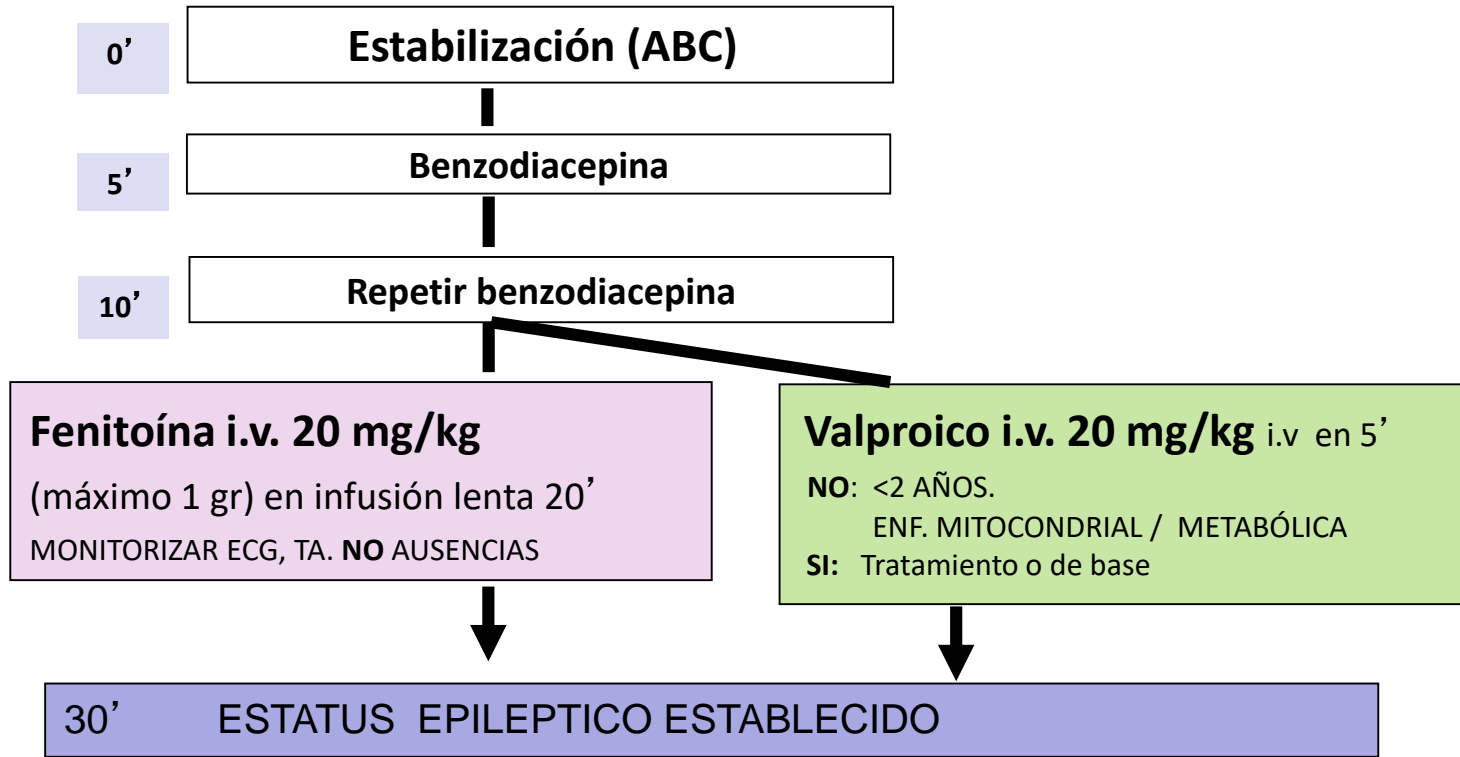 0’
Estabilización (ABC)
5’
Benzodiacepina
10’
Repetir benzodiacepina
Fenitoína i.v. 20 mg/kg
(máximo 1 gr) en infusión lenta 20’
MONITORIZAR ECG, TA. NO AUSENCIAS
Valproico i.v. 20 mg/kg i.v en 5’
NO: <2 AÑOS.
ENF. MITOCONDRIAL / METABÓLICA
SI: Tratamiento o de base
30’ ESTATUS EPILEPTICO ESTABLECIDO